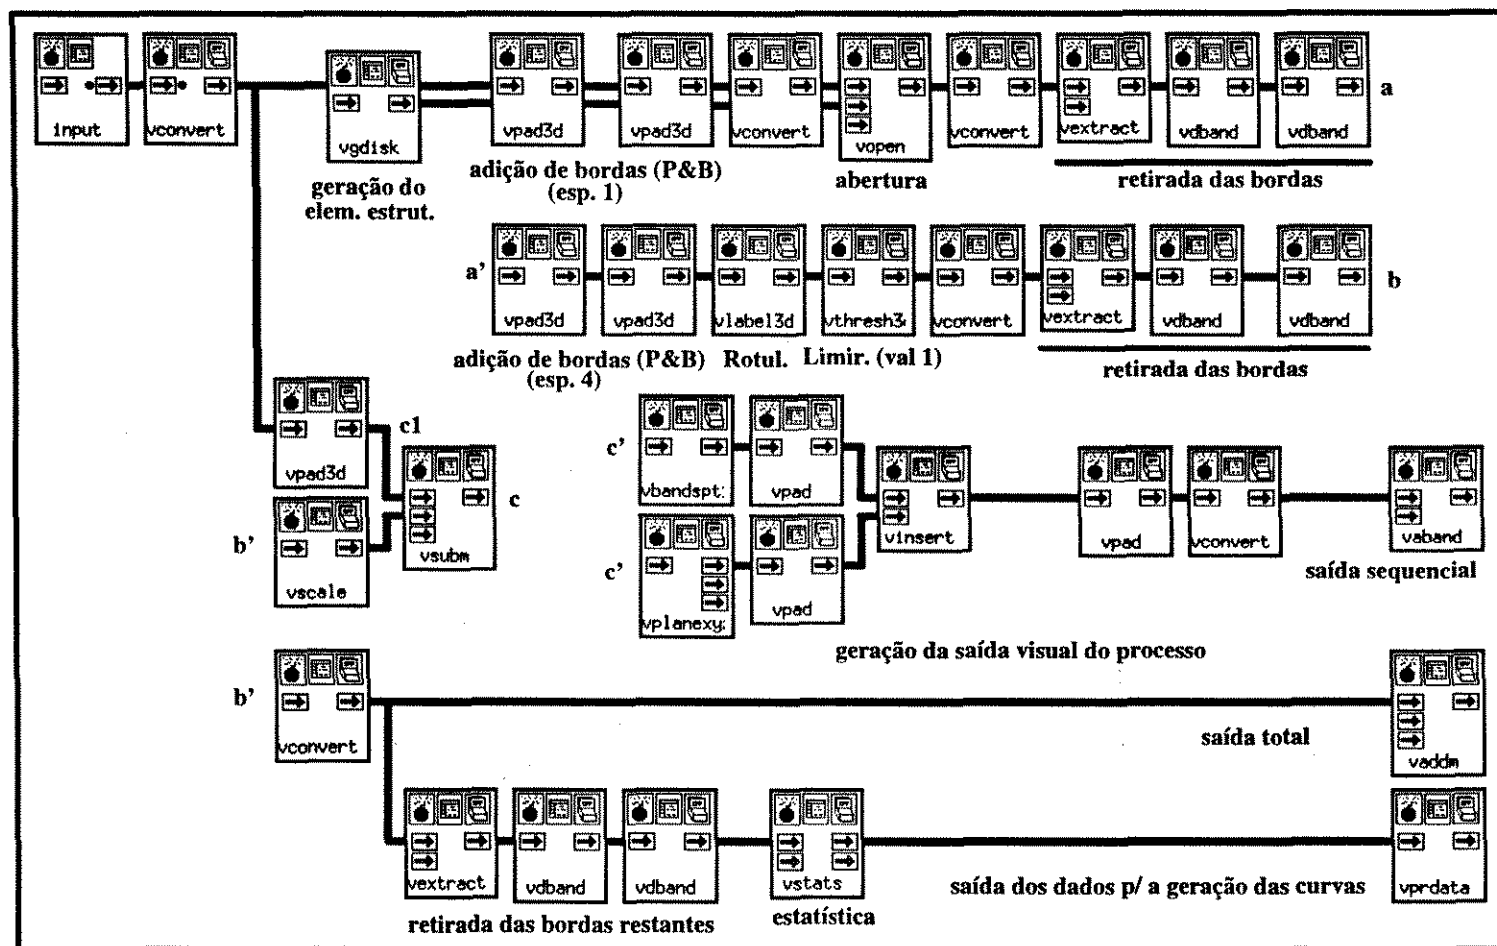 input
vconvert
vgdisk
vpad3d
vpad3d
vconvert
vopen
vconvert
vextract
vdband
vdband
a
geração do
elem. estrut.
adição de bordas (P&B)
(esp. 1)
abertura
retirada das bordas
a’
vpad3d
vpad3d
vlabel3d
vthresh3
vconvert
vextract
vdband
vdband
b
adição de bordas (P&B)
(esp. 4)
Rotul.
Limir. (val 1)
retirada das bordas
vpad3d
c1
b’
vscale
vsubm
c
c’
vbandspt
vpad
c’
vplanexy
vpad
vinsert
vpad
vconvert
vaband
saída sequencial
geração da saída visual do processo
b’
vconvert
saída total
vaddm
vextract
vdband
vdband
vstats
vprdata
retirada das bordas restantes
estatística
saída dos dados p/ a geração das curvas